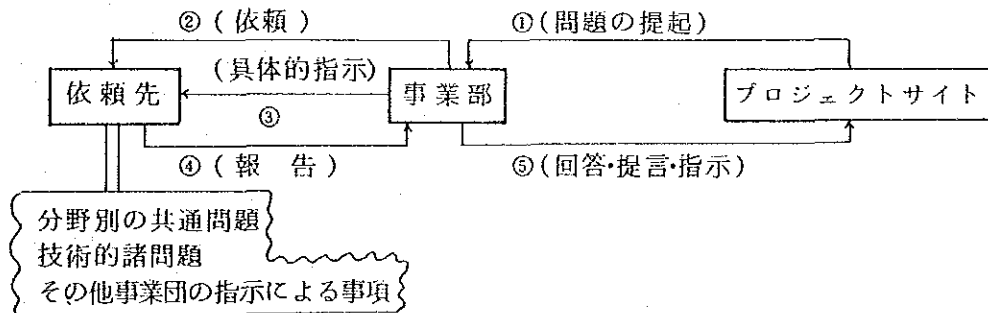 ②(依頼)
①(問題の提起)
(具体的指示)
依頼先
事業部
プロジェクトサイト
③
④(報 告)
⑤(回答・提言・指示)
分野別の共通問題
技術的諸問題
その他事業団の指示による事項